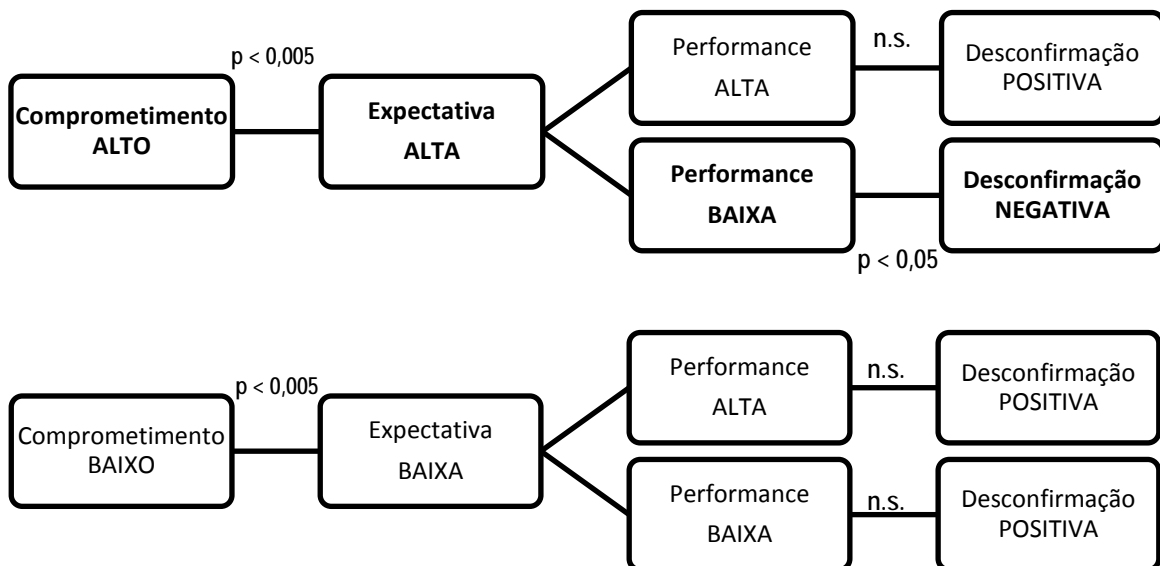 p < 0,005
Comprometimento
ALTO
Expectativa
ALTA
Performance
ALTA
n.s.
Desconfirmação
POSITIVA
Performance
BAIXA
p < 0,05
Desconfirmação
NEGATIVA
p < 0,005
Comprometimento
BAIXO
Expectativa
BAIXA
Performance
ALTA
n.s.
Desconfirmação
POSITIVA
Performance
BAIXA
n.s.
Desconfirmação
POSITIVA